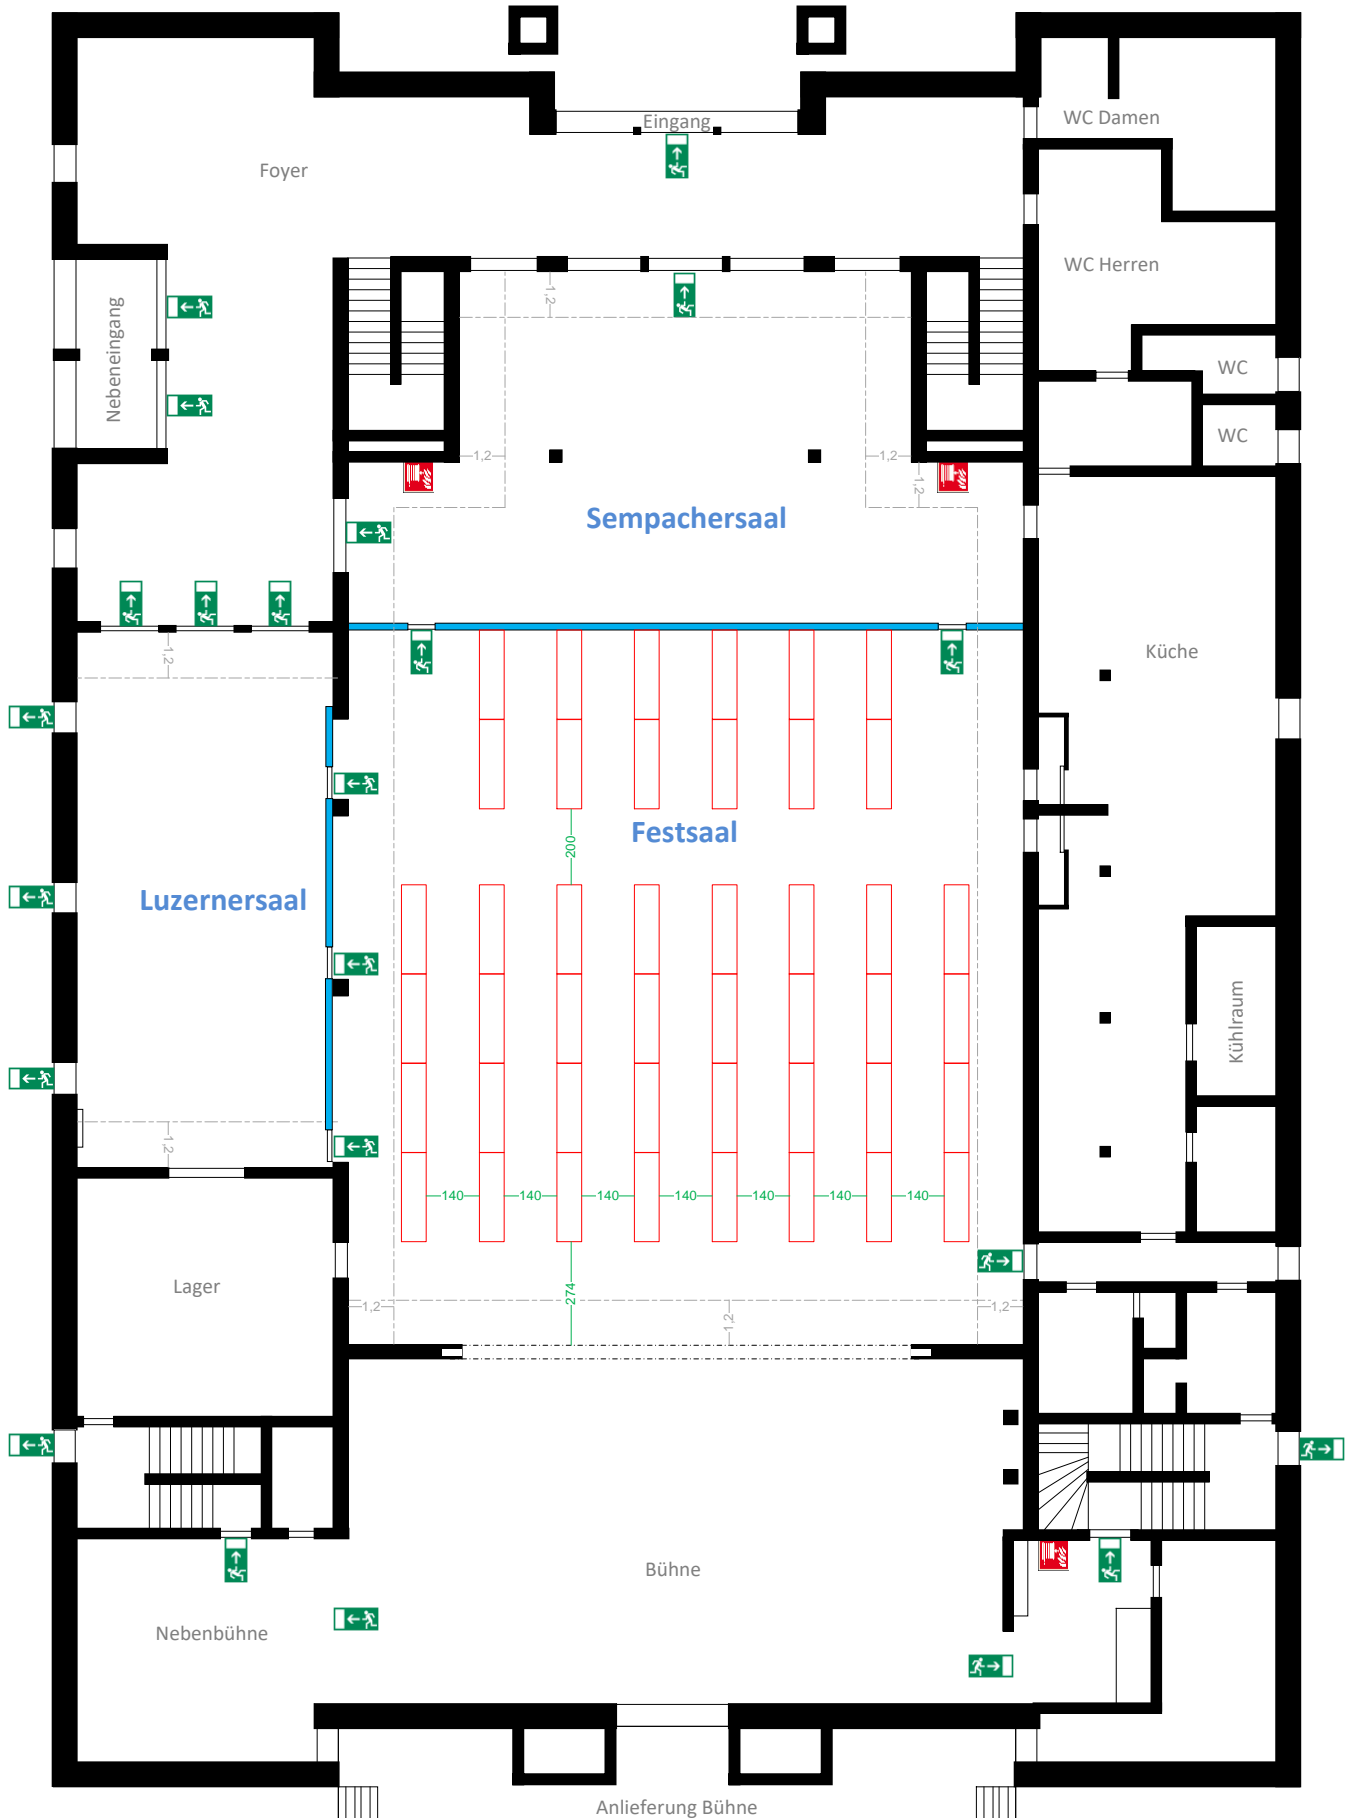 Eingang
WC Damen
Foyer
WC Herren
Nebeneingang
1,2
WC
WC
1,2
1,2
1,2
Sempachersaal
1,2
Küche
Festsaal
200
Luzernersaal
Kühlraum
1,2
140
140
140
140
140
140
140
Lager
274
1,2
1,2
1,2
Bühne
Nebenbühne
Anlieferung Bühne